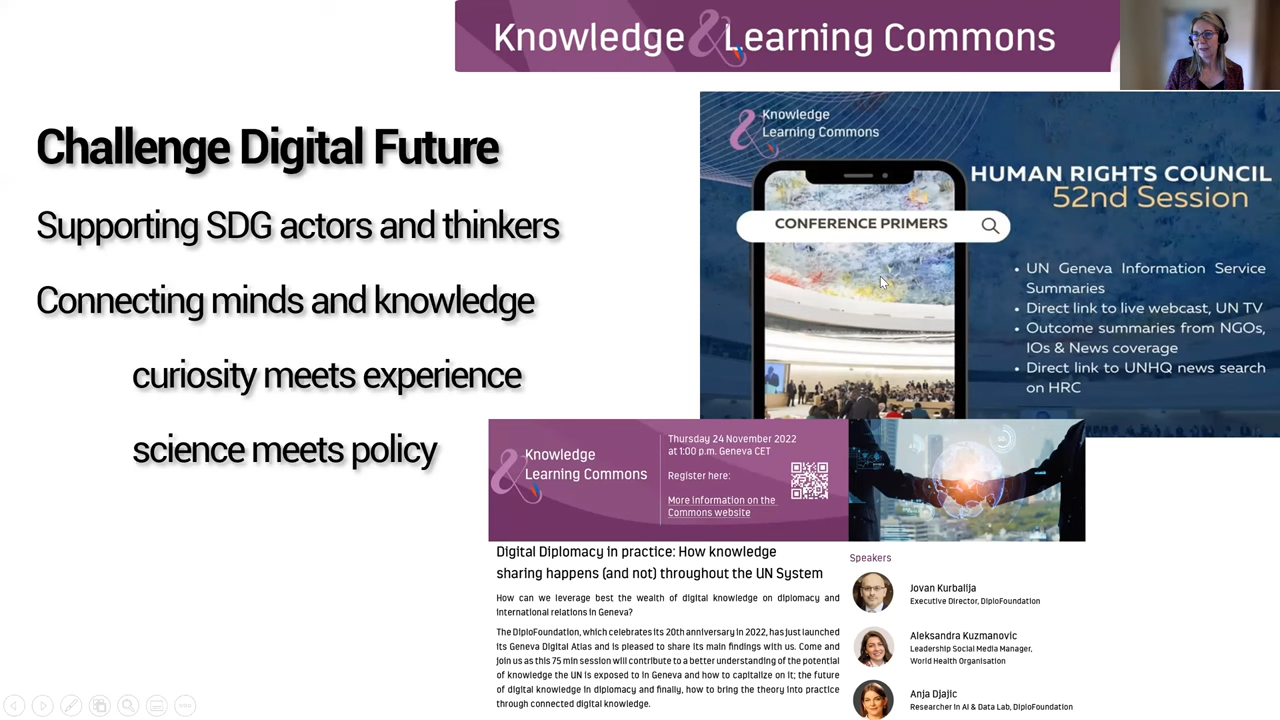 Knowledge & Learning Commons
Challenge Digital Future
Supporting SDG actors and thinkers
Connecting minds and knowledge
curiosity meets experience
science meets policy
& Knowledge
Learning Commons
HUMAN RIGHTS COUNCIL
52nd Session
CONFERENCE PRIMERS
• UN Geneva Information Service
Summaries
• Direct link to live webcast, UN TV
• Outcome summaries from NGOs,
IOs & News coverage
• Direct link to UNHQ news search
on HRC
& Knowledge
Learning Commons
Thursday 24 November 2022
at 1:00 p.m. Geneva CET
Register here:
More information on the
Commons website
Digital Diplomacy in practice: How knowledge
sharing happens (and not) throughout the UN System
How can we leverage best the wealth of digital knowledge on diplomacy and
international relations in Geneva?
The DiploFoundation, which celebrates its 20th anniversary in 2022, has just launched
its Geneva Digital Atlas and is pleased to share its main findings with us. Come and
join us as this 75 min session will contribute to a better understanding of the potential
of knowledge the UN is exposed to in Geneva and how to capitalize on it; the future
of digital knowledge in diplomacy and finally, how to bring the theory into practice
through connected digital knowledge.
Speakers
Jovan Kurbalija
Executive Director, DiploFoundation
Aleksandra Kuzmanovic
Leadership Social Media Manager,
World Health Organisation
Anja Djajic
Researcher in AI & Data Lab, DiploFoundation